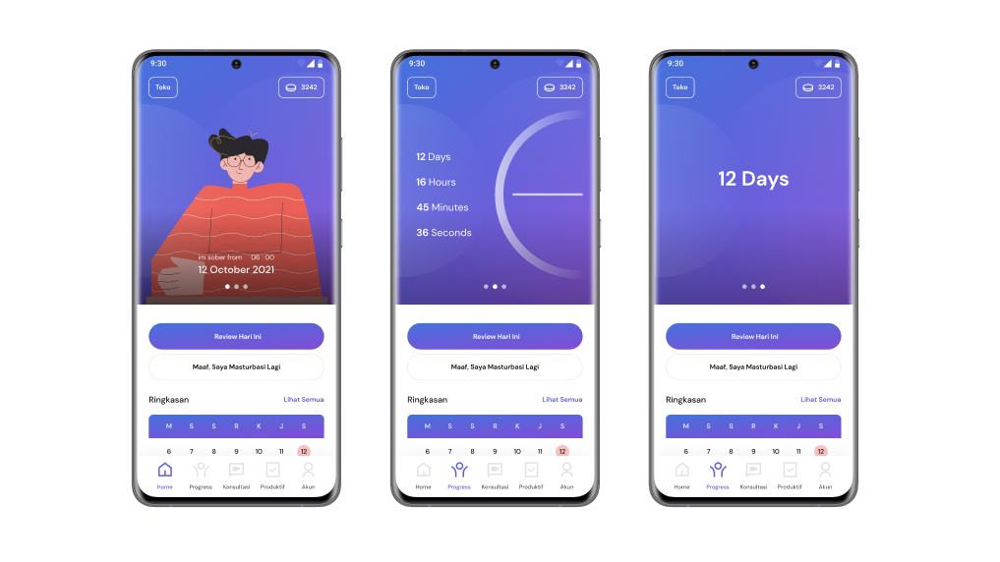 9:30
Toko
3242
im sober from 06 : 00
12 October 2021
Review Hari Ini
Maaf, Saya Masturbasi Lagi
Ringkasan
Lihat Semua
M S S R K J S
6 7 8 9 10 11 12
Home Progress Konsultasi Produktif Akun
9:30
Toko
3242
12 Days
16 Hours
45 Minutes
36 Seconds
Review Hari Ini
Maaf, Saya Masturbasi Lagi
Ringkasan
Lihat Semua
M S S R K J S
6 7 8 9 10 11 12
Home Progress Konsultasi Produktif Akun
9:30
Toko
3242
12 Days
Review Hari Ini
Maaf, Saya Masturbasi Lagi
Ringkasan
Lihat Semua
M S S R K J S
6 7 8 9 10 11 12
Home Progress Konsultasi Produktif Akun